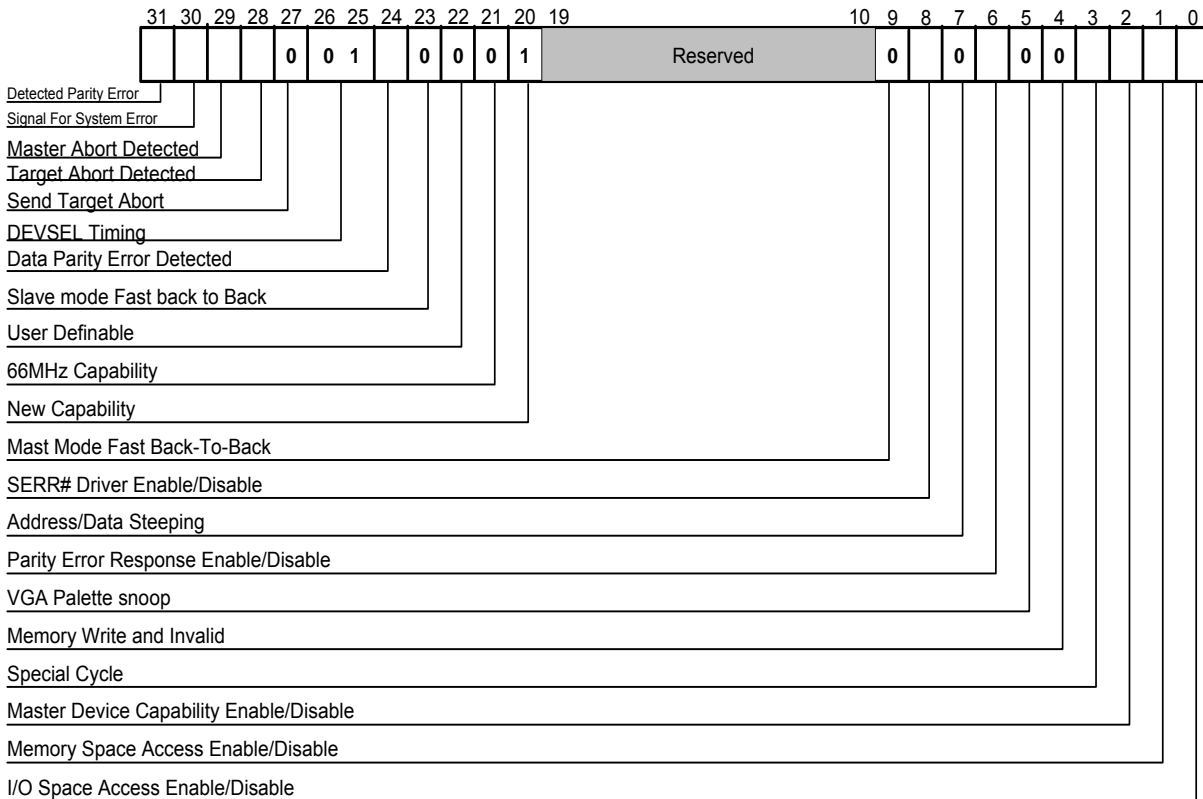 31 30 29 28 27 26 25 24 23 22 21 20 19 10 9 8 7 6 5 4 3 2 1 0
0 0 1 0 0 0 1 Reserved 0 0 0 0
Detected Parity Error
Signal For System Error
Master Abort Detected
Target Abort Detected
Send Target Abort
DEVSEL Timing
Data Parity Error Detected
Slave mode Fast back to Back
User Definable
66MHz Capability
New Capability
Mast Mode Fast Back-To-Back
SERR# Driver Enable/Disable
Address/Data Steeping
Parity Error Response Enable/Disable
VGA Palette snoop
Memory Write and Invalid
Special Cycle
Master Device Capability Enable/Disable
Memory Space Access Enable/Disable
I/O Space Access Enable/Disable